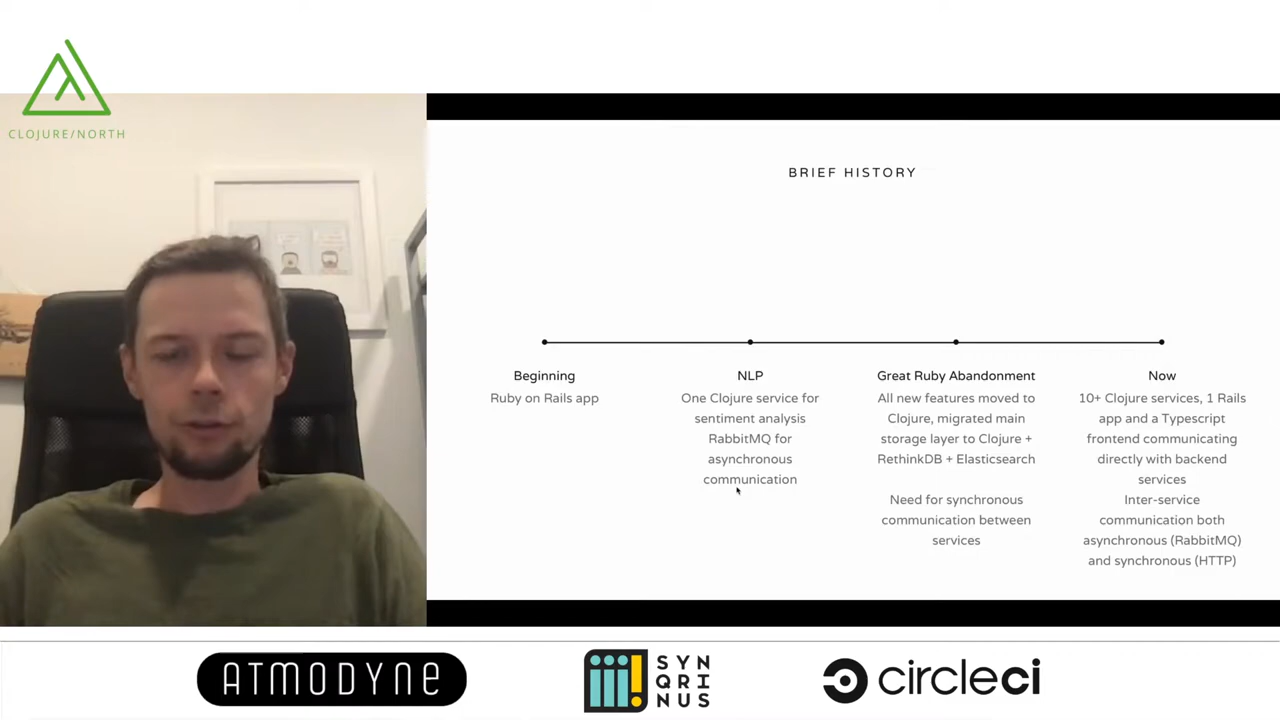 CLOJURE/NORTH
BRIEF HISTORY
Beginning
Ruby on Rails app
NLP
One Clojure service for
sentiment analysis
RabbitMQ for
asynchronous
communication
Great Ruby Abandonment
All new features moved to
Clojure, migrated main
storage layer to Clojure +
RethinkDB + Elasticsearch
Need for synchronous
communication between
services
Now
10+ Clojure services, 1 Rails
app and a Typescript
frontend communicating
directly with backend
services
Inter-service
communication both
asynchronous (RabbitMQ)
and synchronous (HTTP)
ATMODYNE
SYN
QRI
NUS
circleci